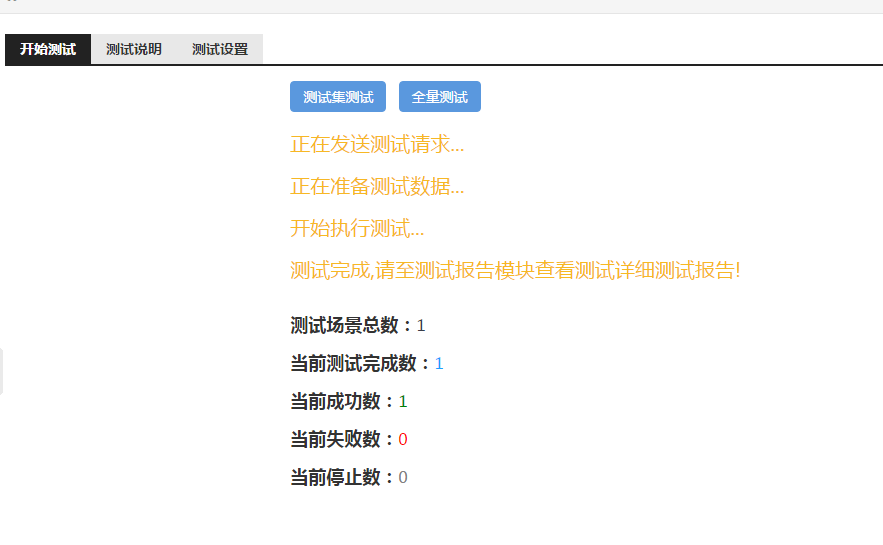 开始测试 测试说明 测试设置
测试集测试 全量测试
正在发送测试请求...
正在准备测试数据...
开始执行测试...
测试完成,请至测试报告模块查看测试详细测试报告!
测试场景总数：1
当前测试完成数：1
当前成功数：1
当前失败数：0
当前停止数：0